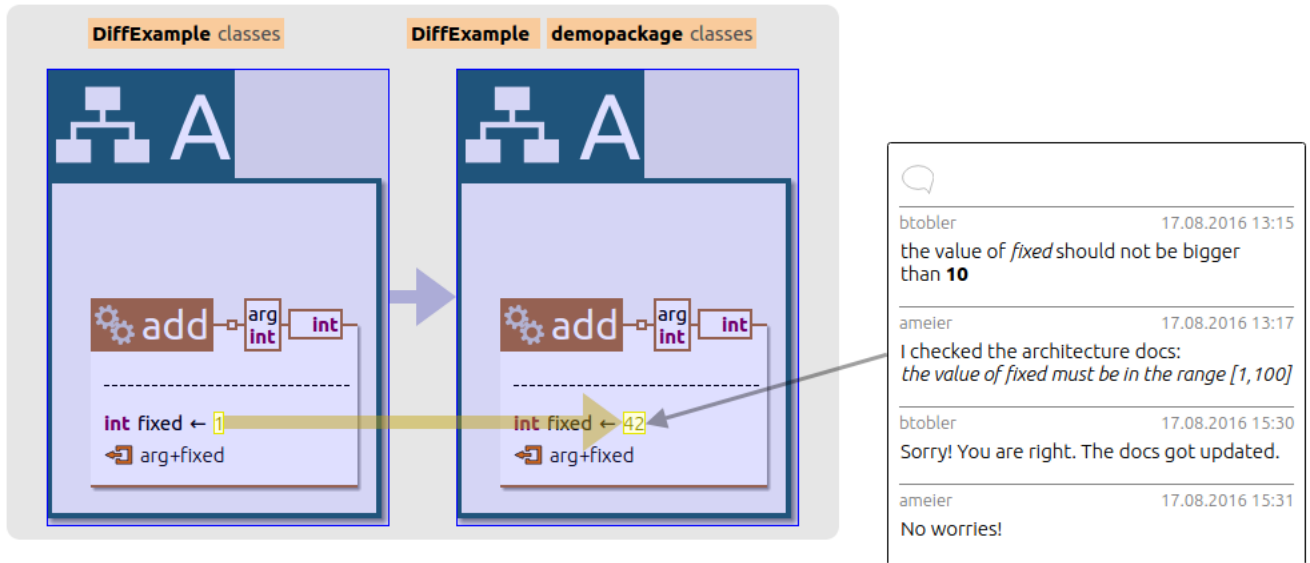 DiffExample classes
DiffExample demopackage classes
A
add arg int int
int fixed ← 1
arg+fixed
A
add arg int int
int fixed ← 42
arg+fixed
btobler 17.08.2016 13:15
the value of fixed should not be bigger
than 10
ameier 17.08.2016 13:17
I checked the architecture docs:
the value of fixed must be in the range [1,100]
btobler 17.08.2016 15:30
Sorry! You are right. The docs got updated.
ameier 17.08.2016 15:31
No worries!